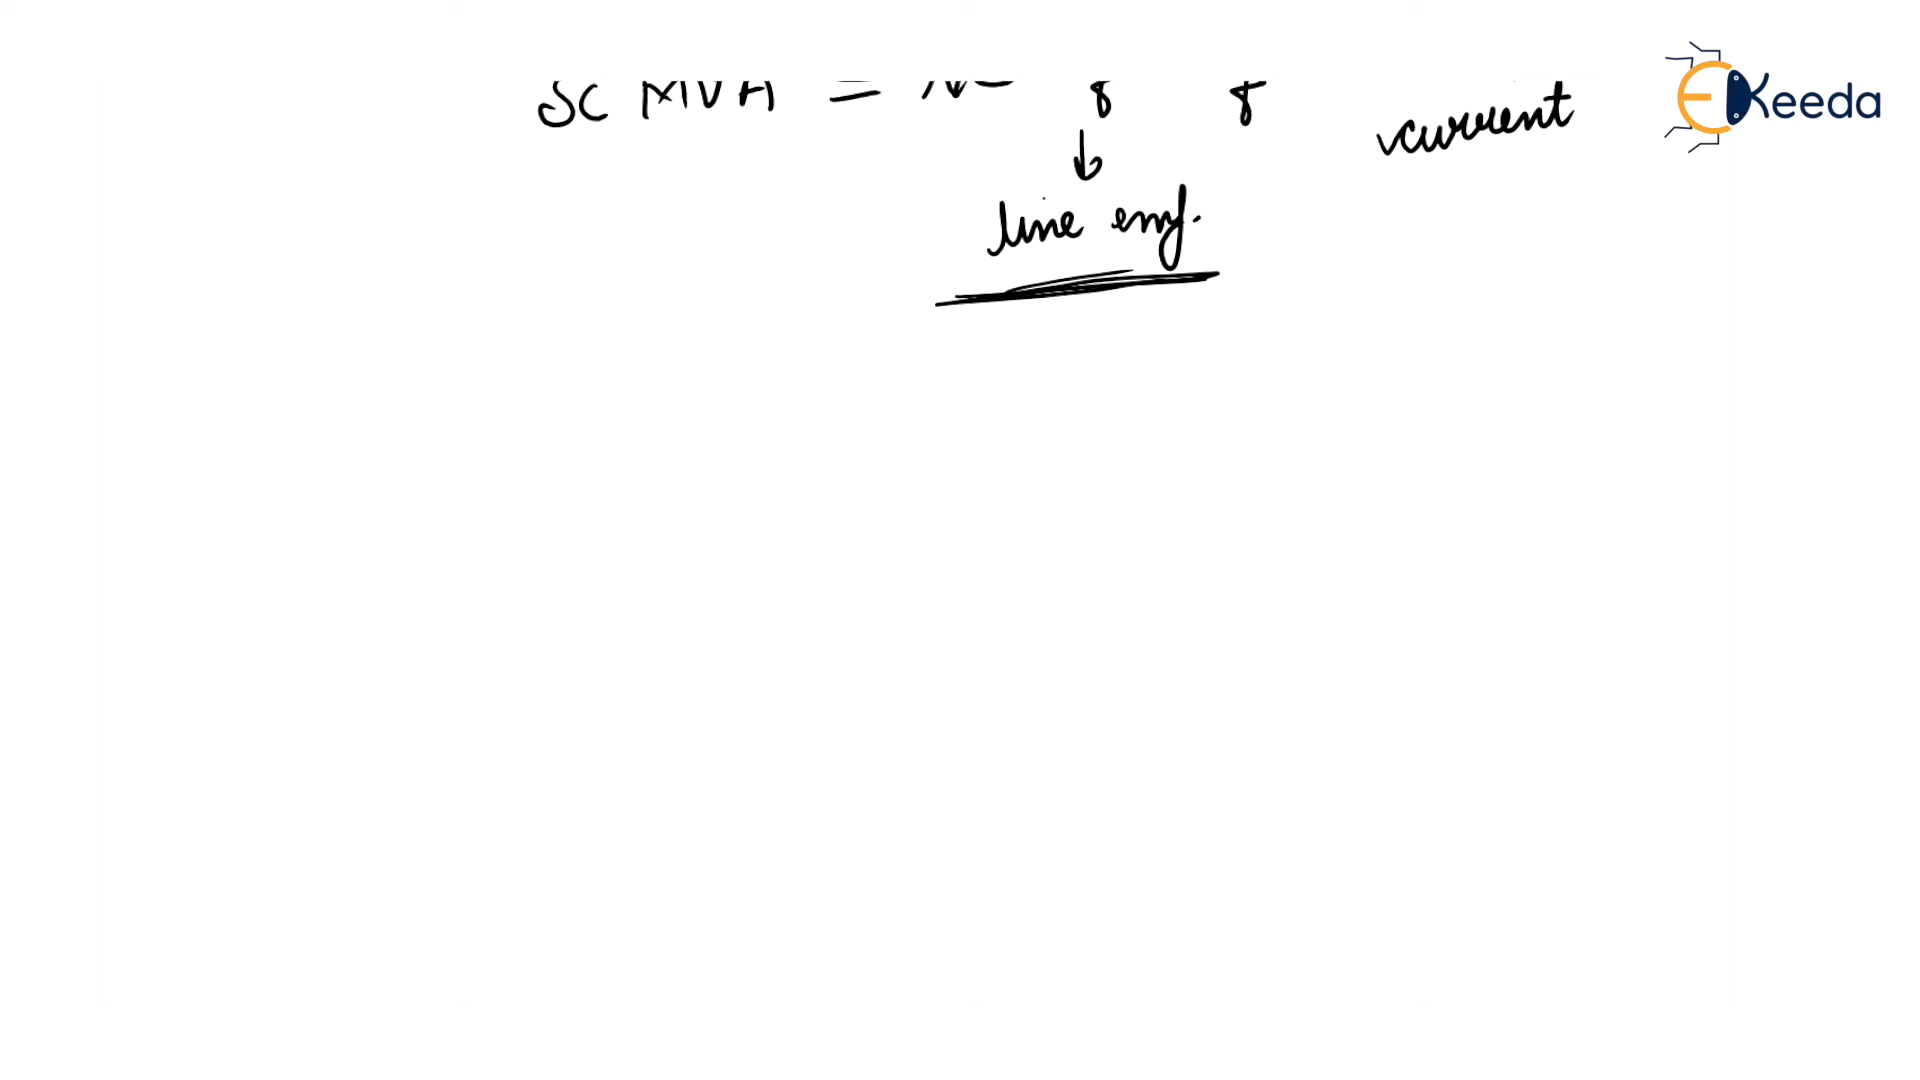 SC MVA =
current
line emf.
EKeeda